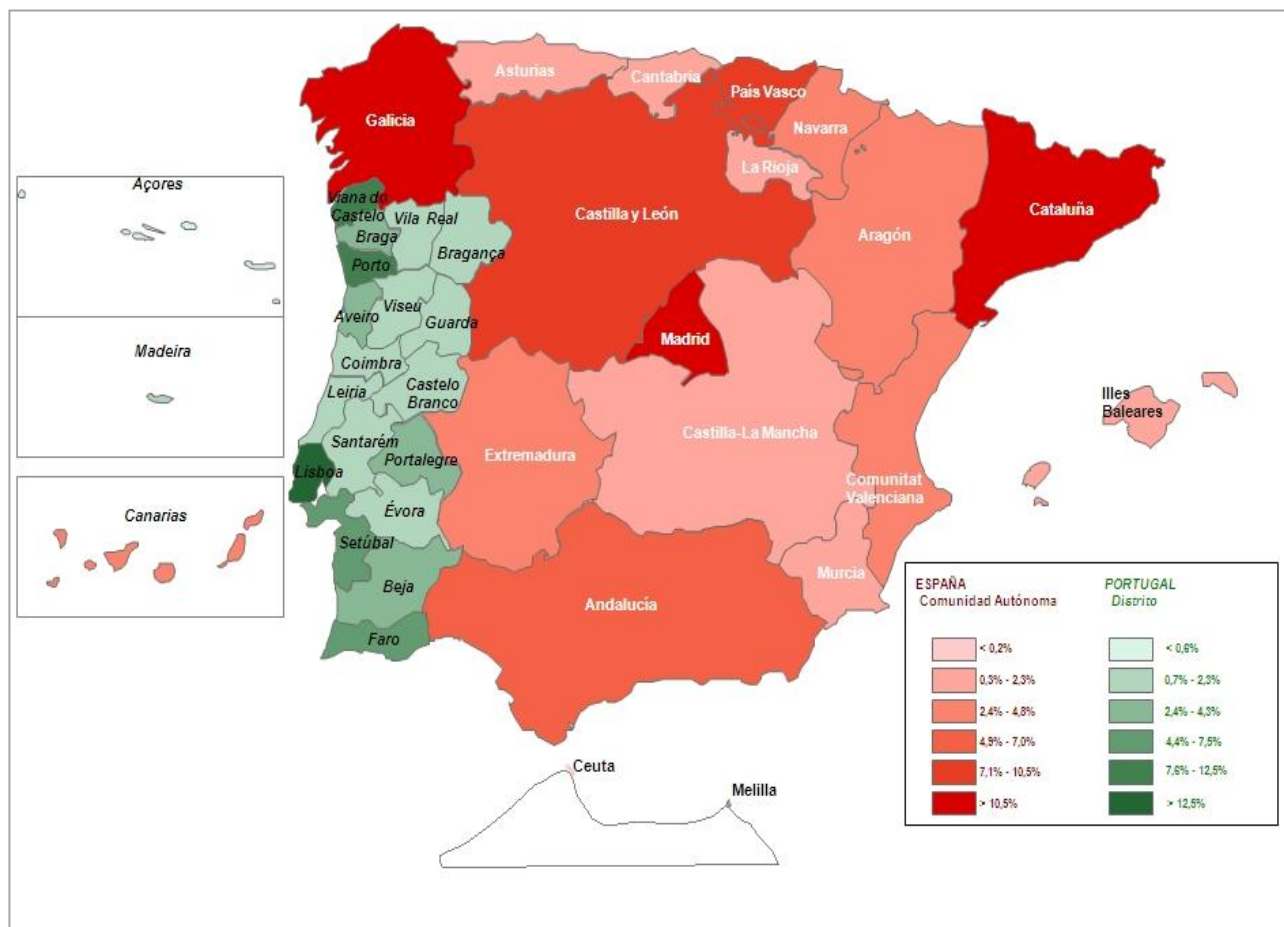 Asturias
Cantabria
País Vasco
Navarra
Galicia
La Rioja
Açores
Viana do
Castelo
Vila Real
Braga
Bragança
Castilla y León
Aragón
Cataluña
Porto
Aveiro
Viseu
Guarda
Madrid
Madeira
Coimbra
Leiria
Castelo
Branco
Illes
Baleares
Santarém
Castilla-La Mancha
Extremadura
Portalegre
Lisboa
Comunitat
Valenciana
Canarias
Évora
Setúbal
Murcia
Beja
Andalucía
Faro
ESPAÑA
Comunidad Autónoma
< 0,2%
0,3% - 2,3%
2,4% - 4,8%
4,9% - 7,0%
7,1% - 10,5%
> 10,5%
PORTUGAL
Distrito
< 0,6%
0,7% - 2,3%
2,4% - 4,3%
4,4% - 7,5%
7,6% - 12,5%
> 12,5%
Ceuta
Melilla